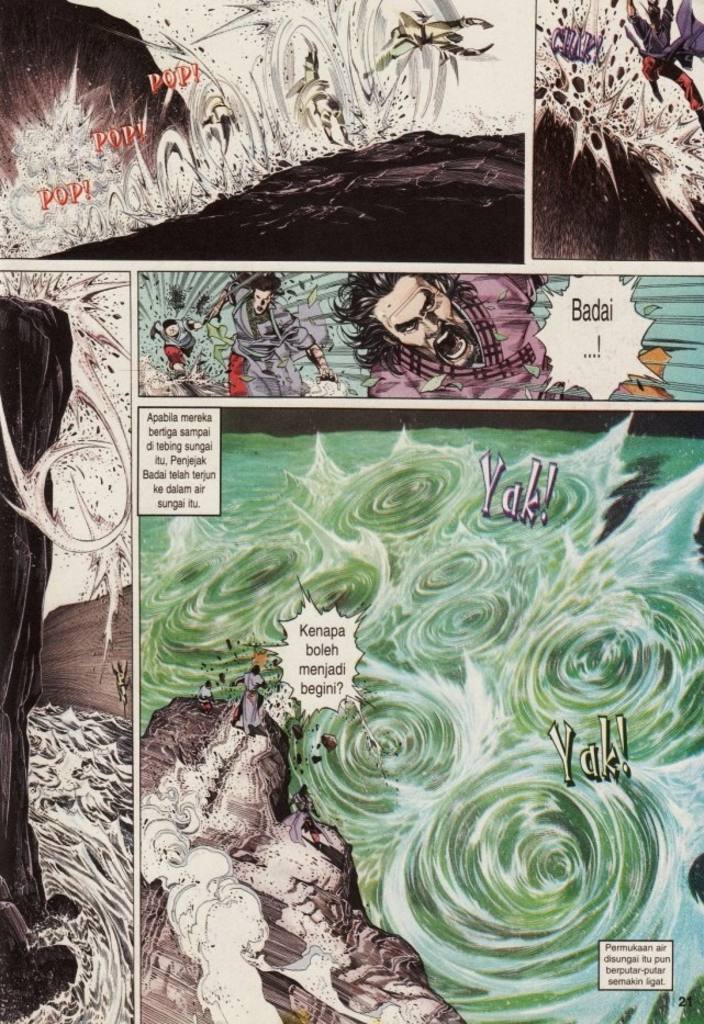 POP!
POP!
POP!
Badai
....!
Apabila mereka
bertiga sampai
di tebing sungai
itu, Penjejak
Badai telah terjun
ke dalam air
sungai itu.
Yak!
Kenapa
boleh
menjadi
begini?
Yak!
Permukaan air
disungai itu pun
berputar-putar
semakin ligat.
21